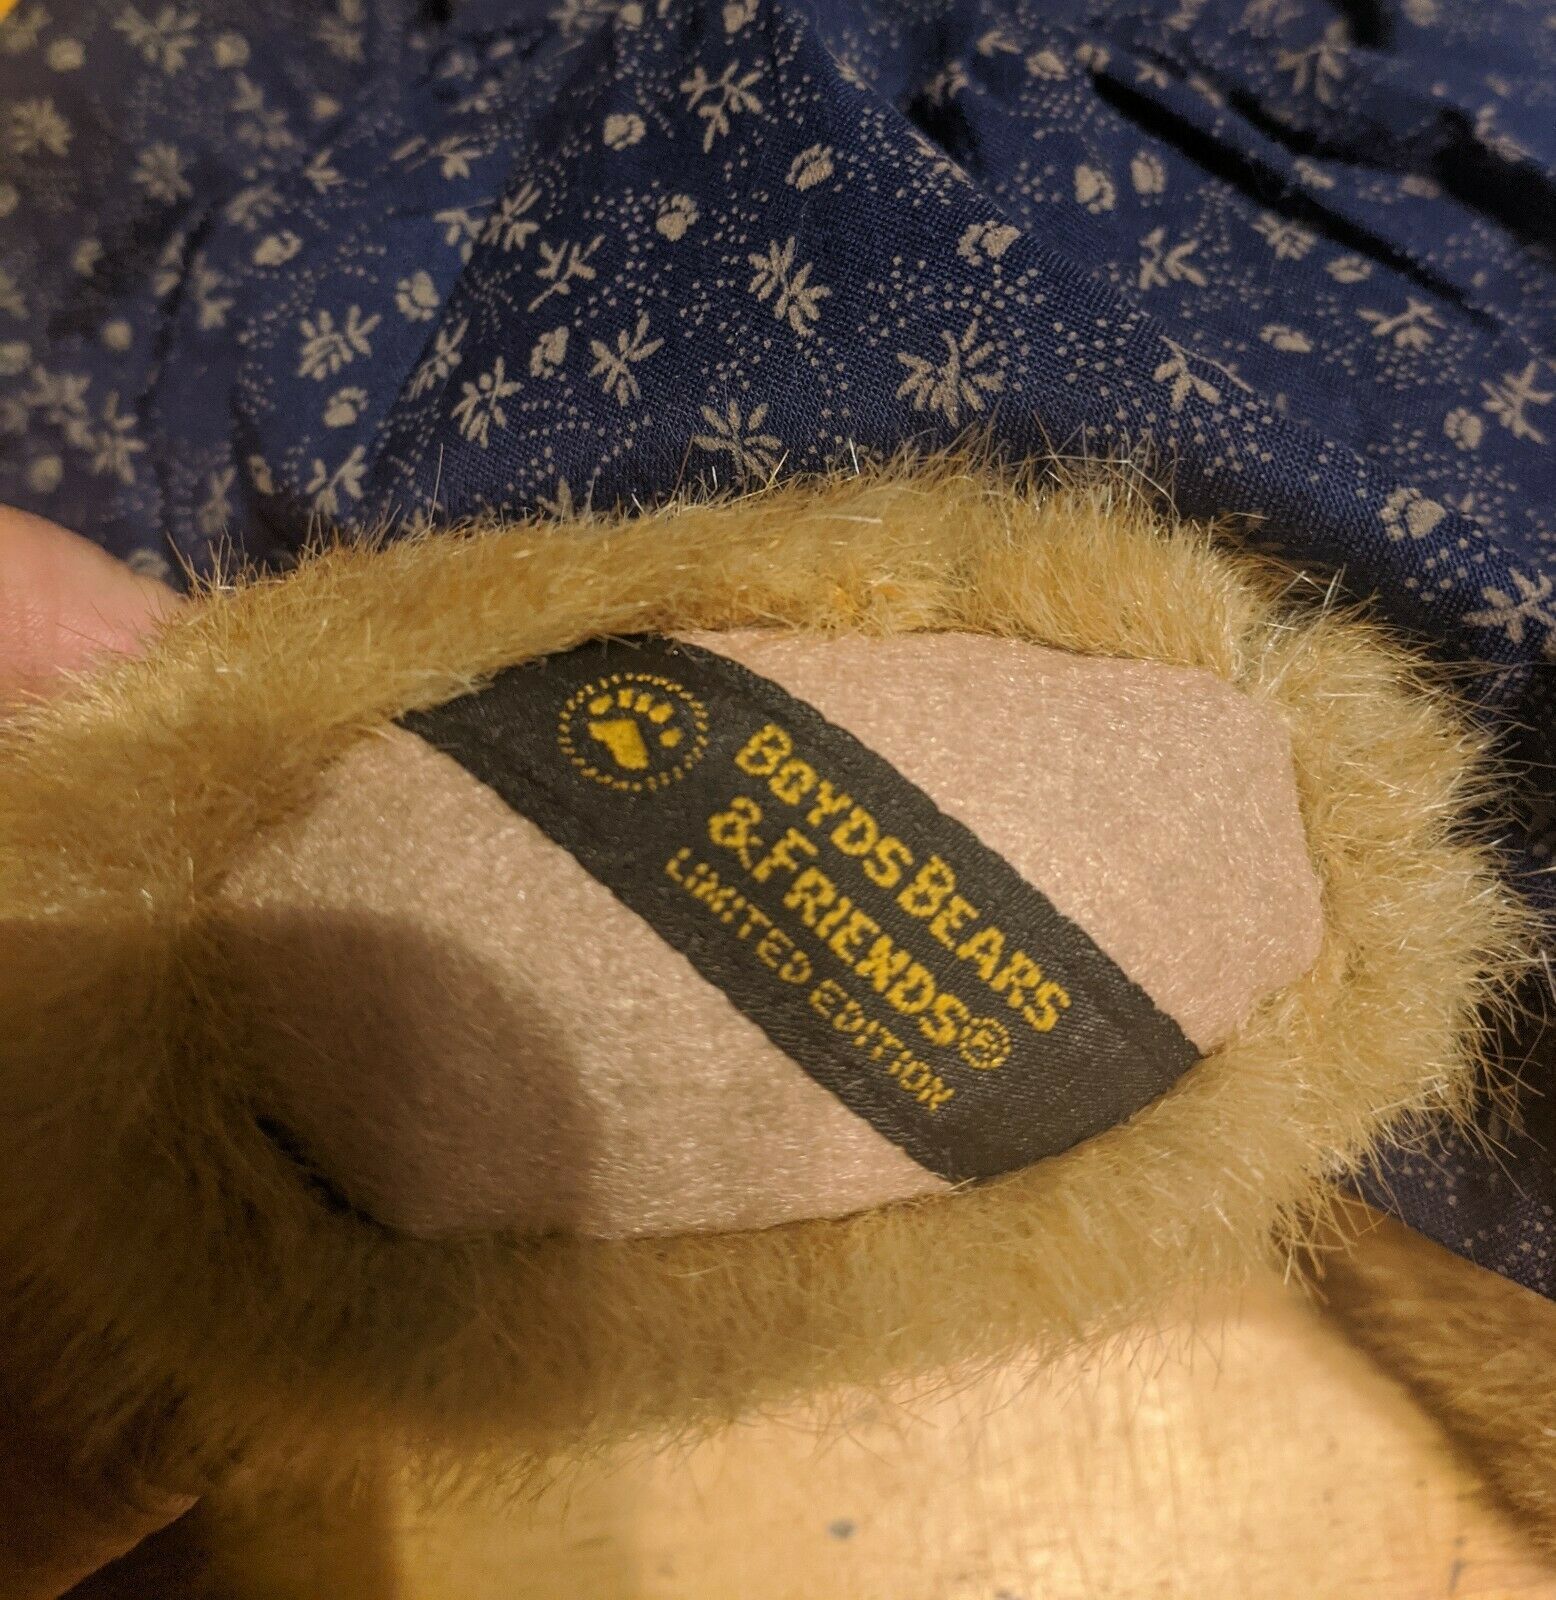 BOYDS BEARS
& FRIENDS®
LIMITED EDITION